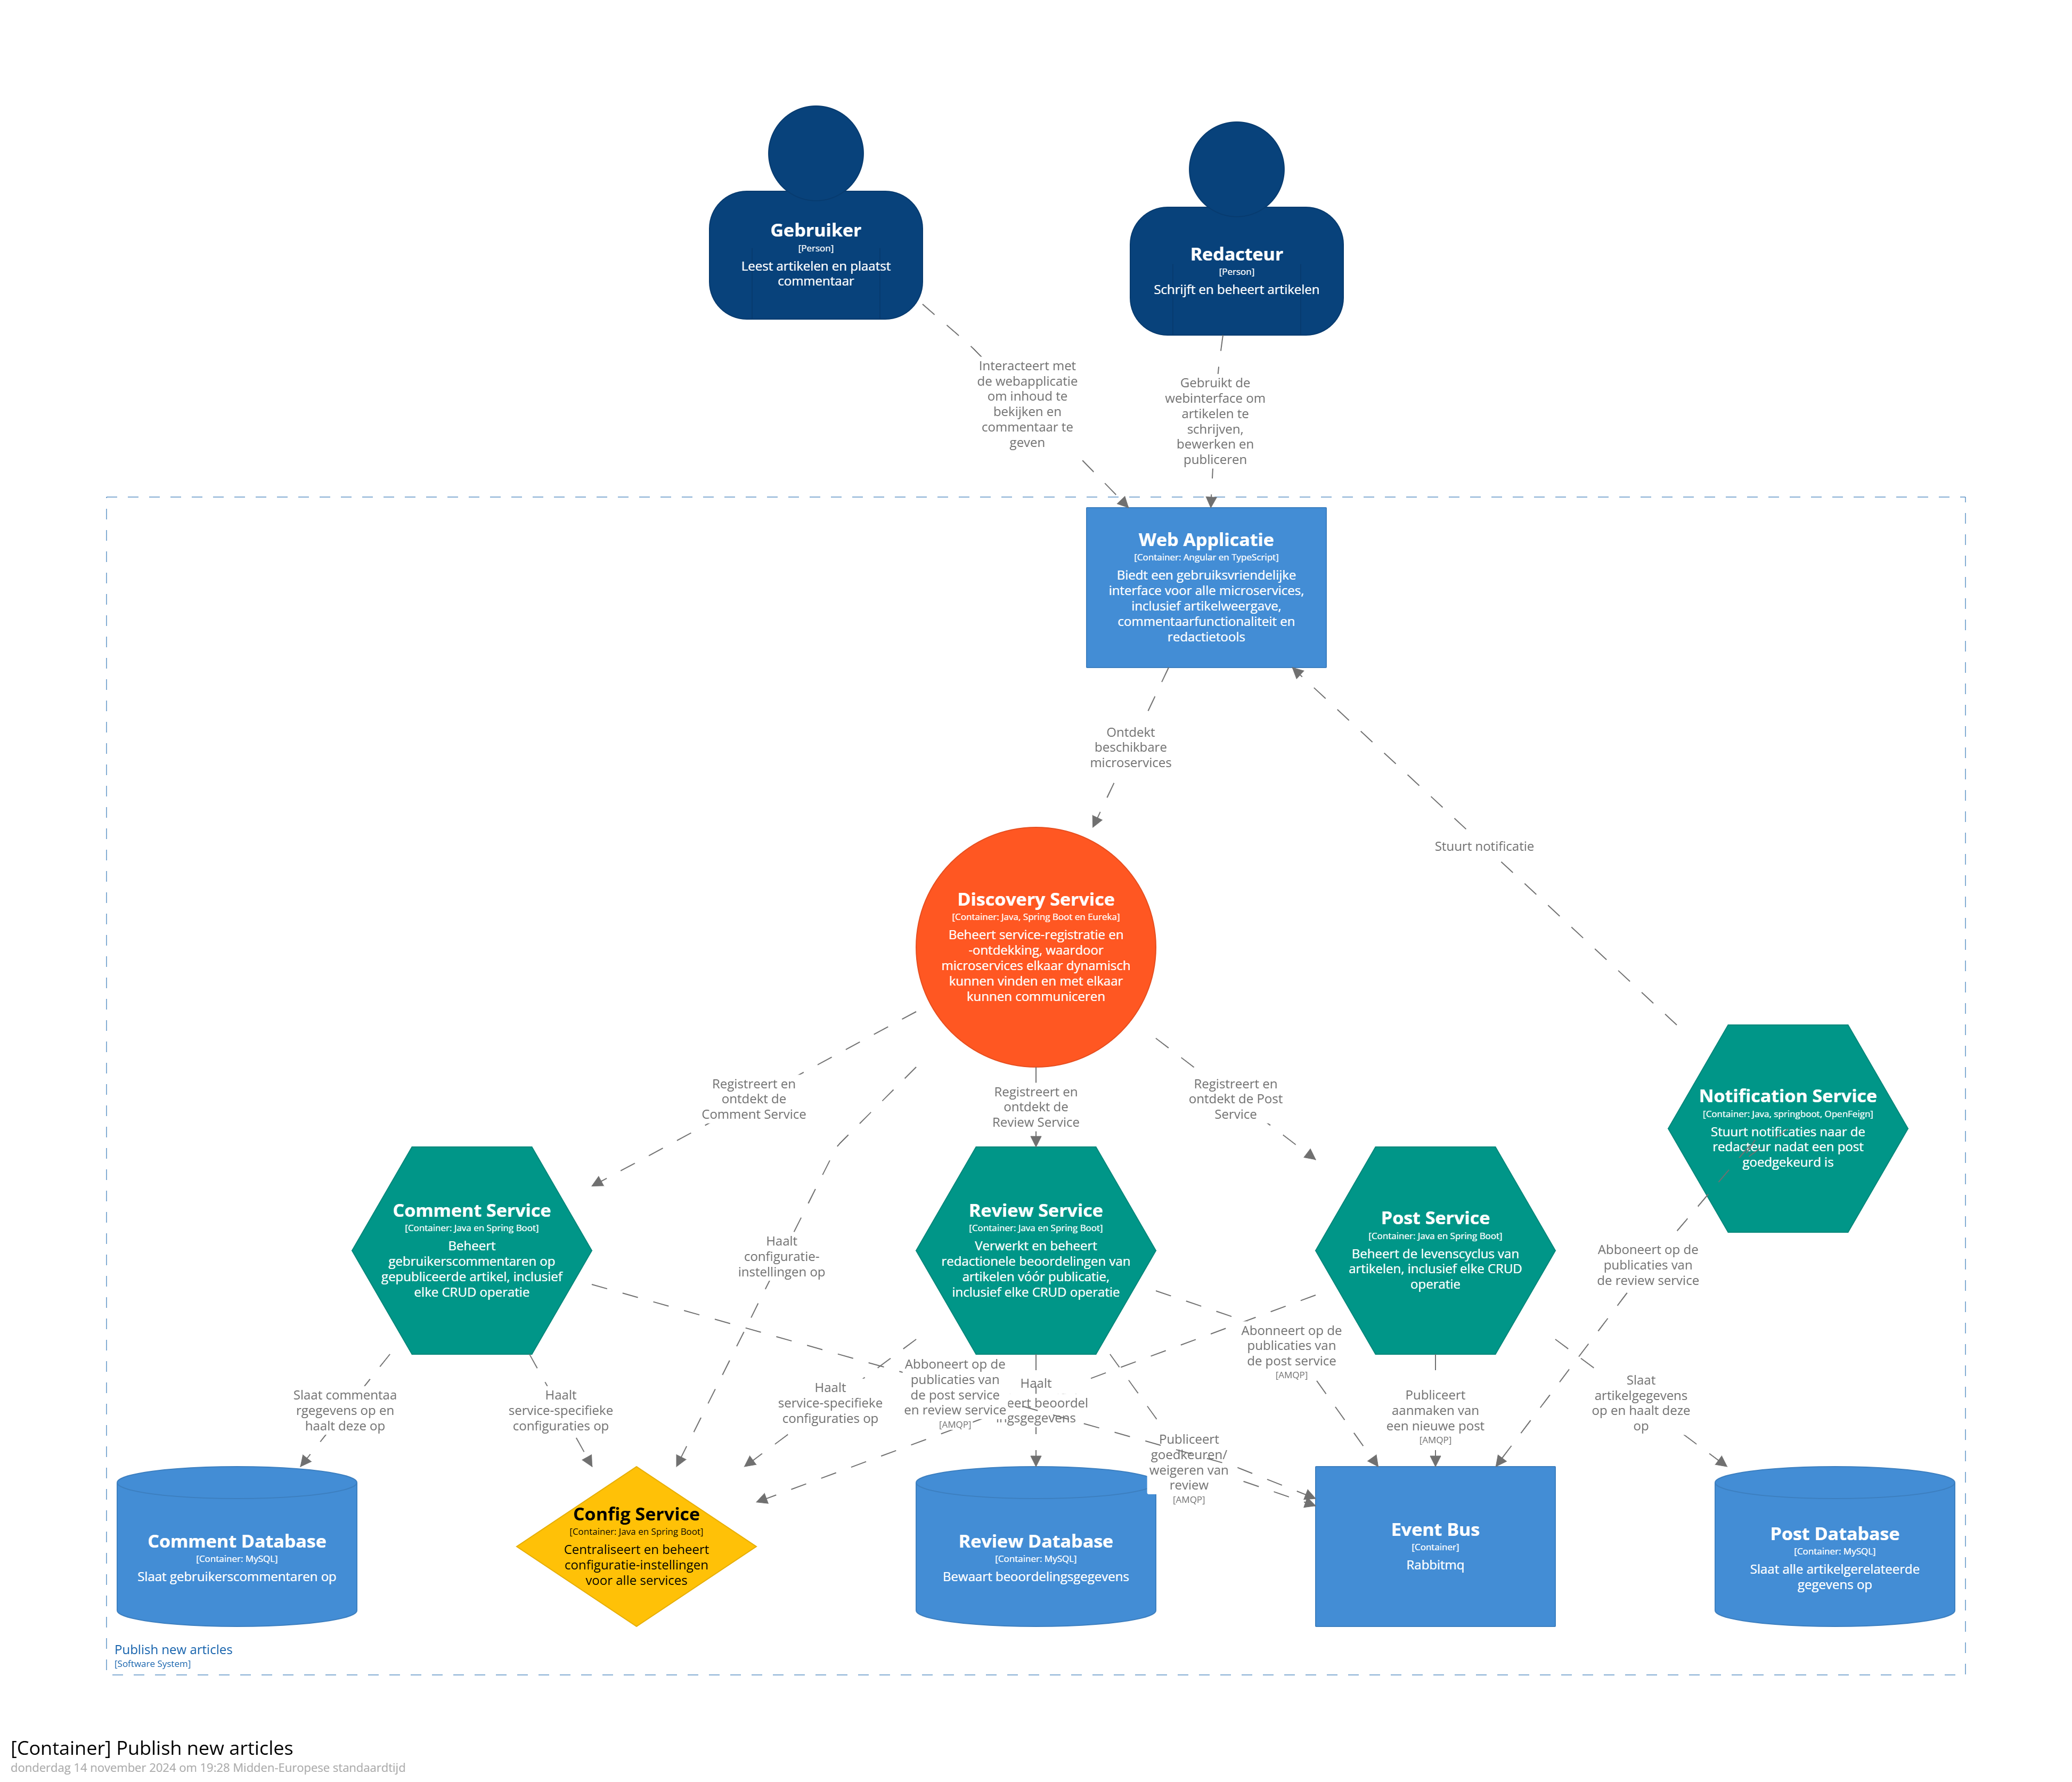 Gebruiker
[Person]
Leest artikelen en plaatst
commentaar
Redacteur
[Person]
Schrijft en beheert artikelen
Interacteert met
de webapplicatie
om inhoud te
bekijken en
commentaar te
geven
Gebruikt de
webinterface om
artikelen te
schrijven,
bewerken en
publiceren
Web Applicatie
[Container: Angular en TypeScript]
Biedt een gebruiksvriendelijke
interface voor alle microservices,
inclusief artikelweergave,
commentaarfunctionaliteit en
redactietools
Ontdekt
beschikbare
microservices
Stuurt notificatie
Discovery Service
[Container: Java, Spring Boot en Eureka]
Beheert service-registratie en
-ontdekking, waardoor
microservices elkaar dynamisch
kunnen vinden en met elkaar
kunnen communiceren
Registreert en
ontdekt de
Comment Service
Registreert en
ontdekt de
Review Service
Registreert en
ontdekt de Post
Service
Notification Service
[Container: Java, springboot, OpenFeign]
Stuurt notificaties naar de
redacteur nadat een post
goedgekeurd is
Comment Service
[Container: Java en Spring Boot]
Beheert
gebruikerscommentaren op
gepubliceerde artikel, inclusief
elke CRUD operatie
Haalt
configuratie-
instellingen op
Review Service
[Container: Java en Spring Boot]
Verwerkt en beheert
redactionele beoordelingen van
artikelen vóór publicatie,
inclusief elke CRUD operatie
Post Service
[Container: Java en Spring Boot]
Beheert de levenscyclus van
artikelen, inclusief elke CRUD
operatie
Abboneert op de
publicaties van
de review service
Slaat commentaa
rgegevens op en
haalt deze op
Haalt
service-specifieke
configuraties op
Haalt
service-specifieke
configuraties op
Abboneert op de
publicaties van
de post service
en review service
[AMQP]
Haalt
eert beoordel
ngsgegevens
Abonneert op de
publicaties van
de post service
[AMQP]
Publiceert
goedkeuren/
weigeren van
review
[AMQP]
Publiceert
aanmaken van
een nieuwe post
[AMQP]
Slaat
artikelgegevens
op en haalt deze
op
Comment Database
[Container: MySQL]
Slaat gebruikerscommentaren op
Config Service
[Container: Java en Spring Boot]
Centraliseert en beheert
configuratie-instellingen
voor alle services
Review Database
[Container: MySQL]
Bewaart beoordelingsgegevens
Event Bus
[Container]
Rabbitmq
Post Database
[Container: MySQL]
Slaat alle artikelgerelateerde
gegevens op
Publish new articles
[Software System]
[Container] Publish new articles
donderdag 14 november 2024 om 19:28 Midden-Europese standaardtijd